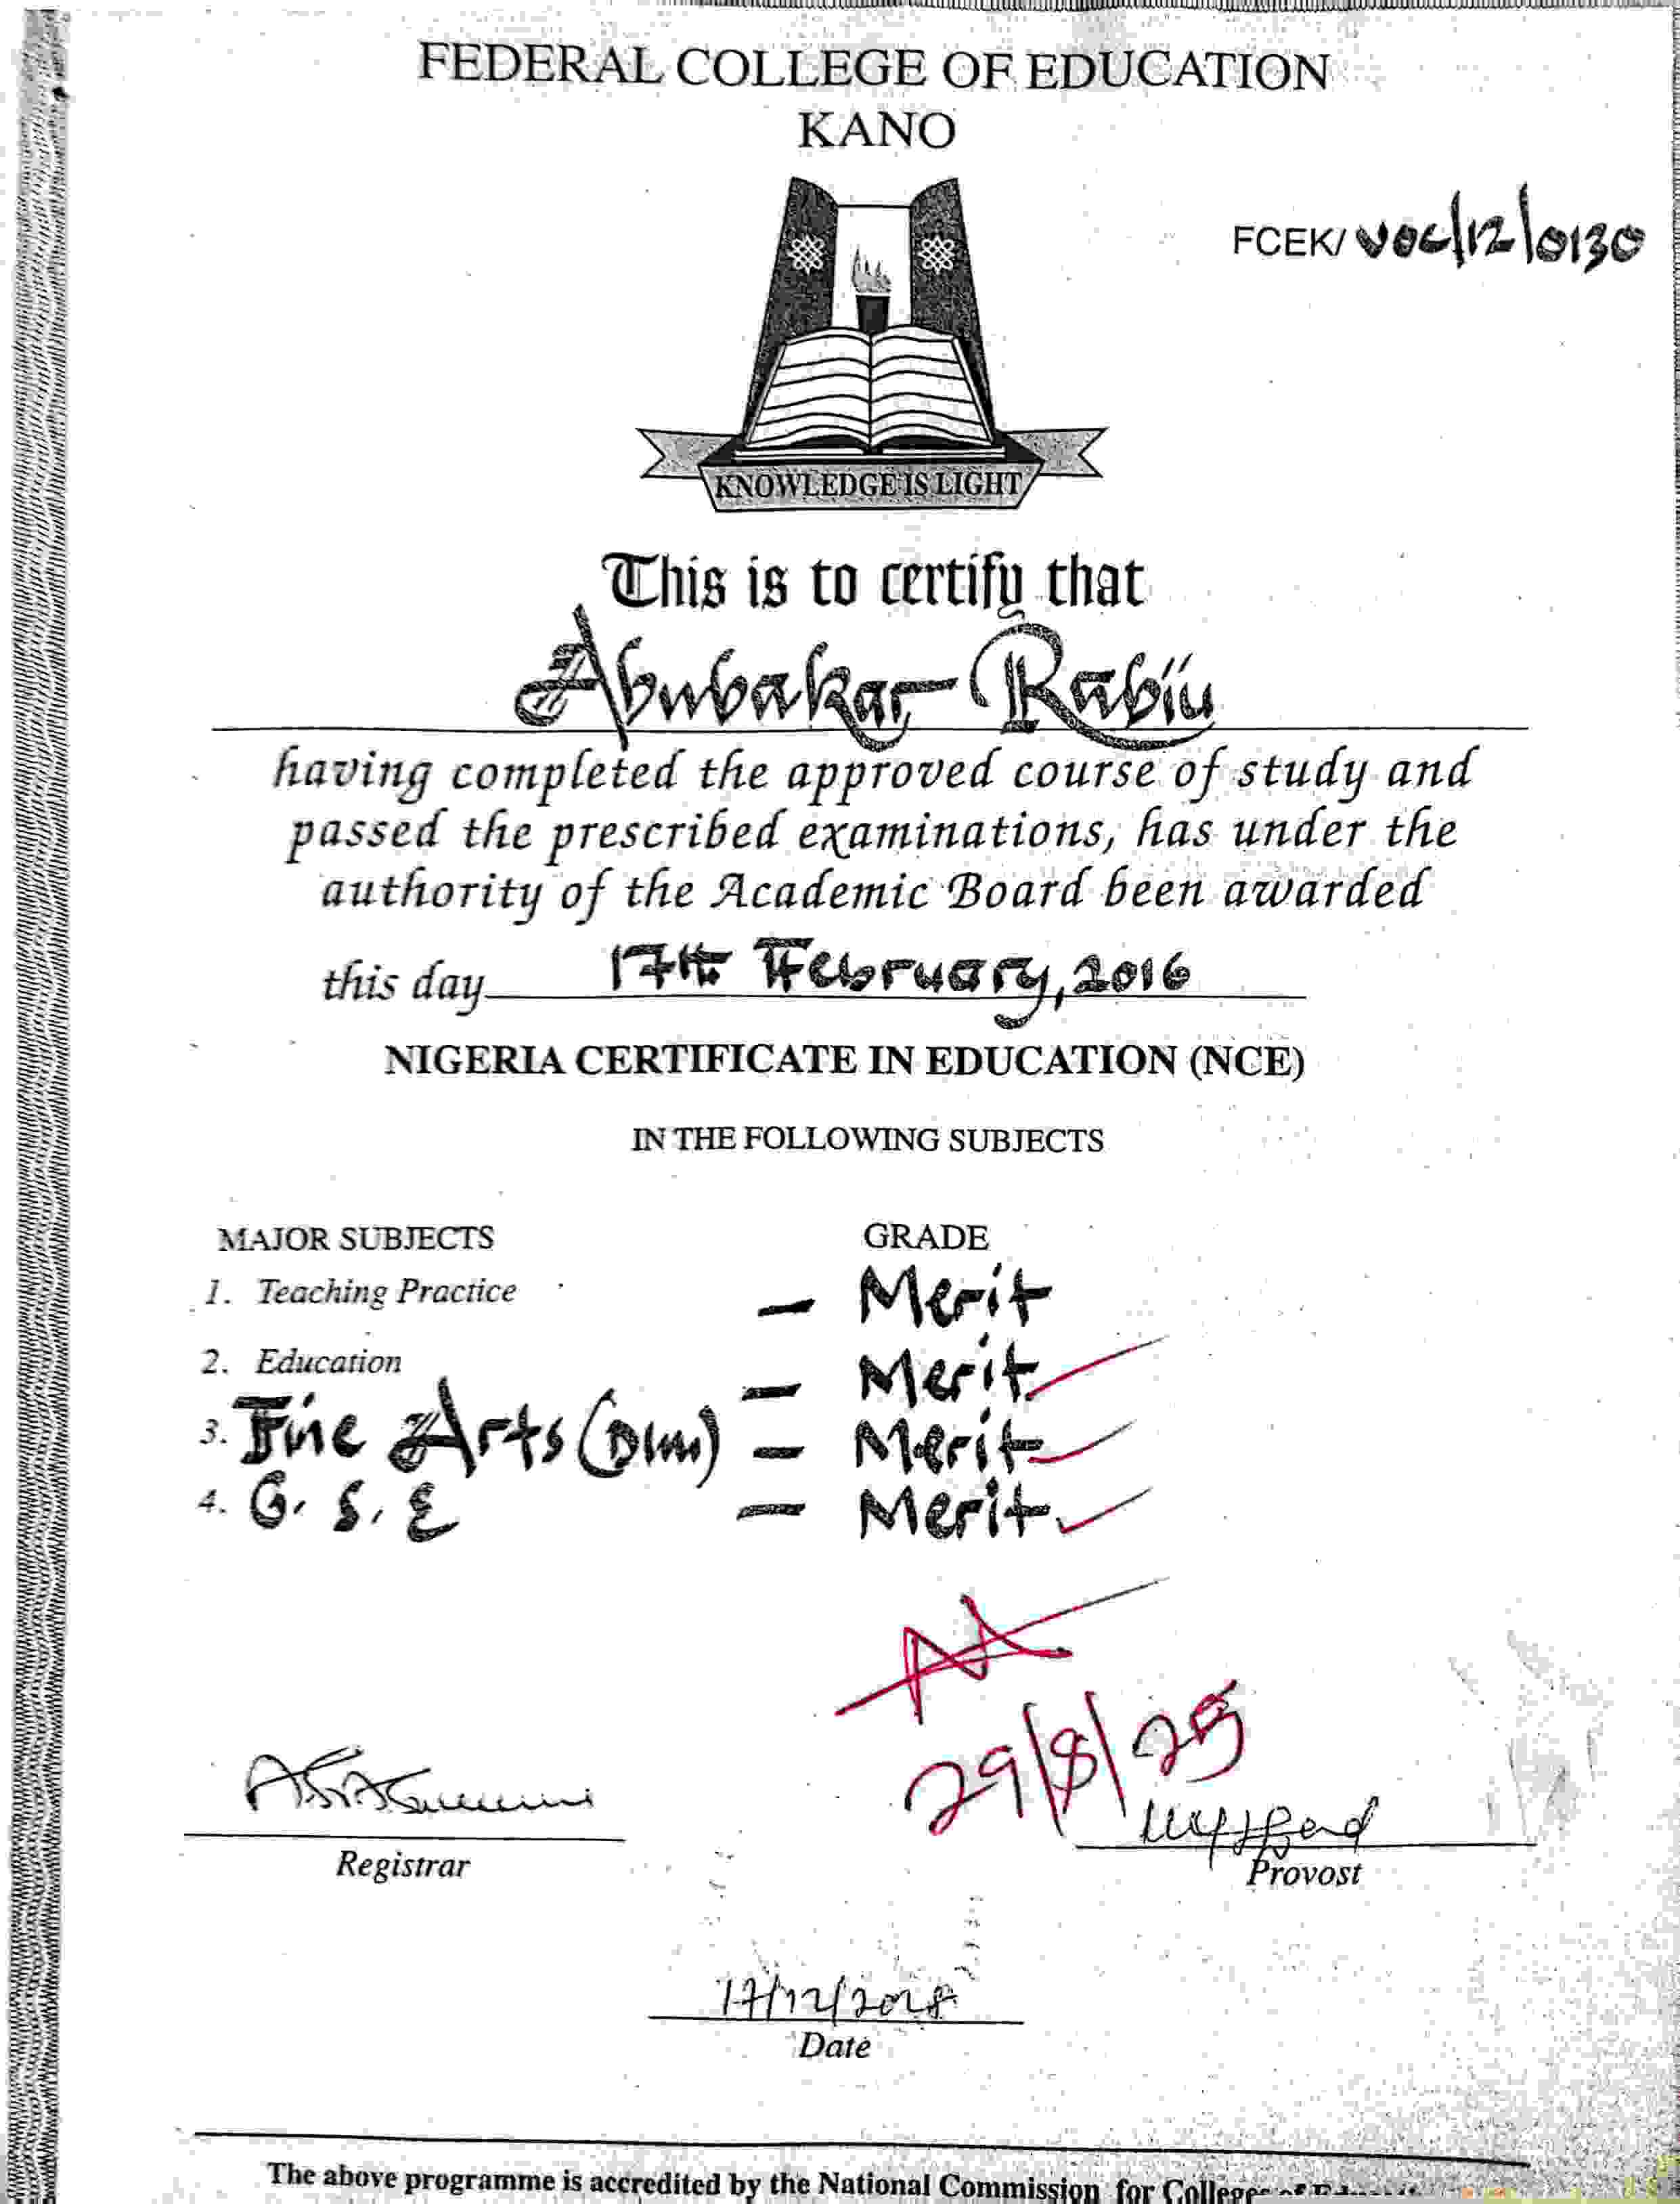 FEDERAL COLLEGE OF EDUCATION
KANO
FCEK/ VOC/12/0130
KNOWLEDGE IS LIGHT
This is to certify that
Abubakar Rabiu
having completed the approved course of study and
passed the prescribed examinations, has under the
authority of the Academic Board been awarded
this day 17th February, 2016
NIGERIA CERTIFICATE IN EDUCATION (NCE)
IN THE FOLLOWING SUBJECTS
MAJOR SUBJECTS GRADE
1. Teaching Practice – Merit
2. Education – Merit
3. Fine Arts (DIM) – Merit
4. G.S.E – Merit
29/8/25
Registrar
Provost
Date
The above programme is accredited by the National Commission for Colleges of